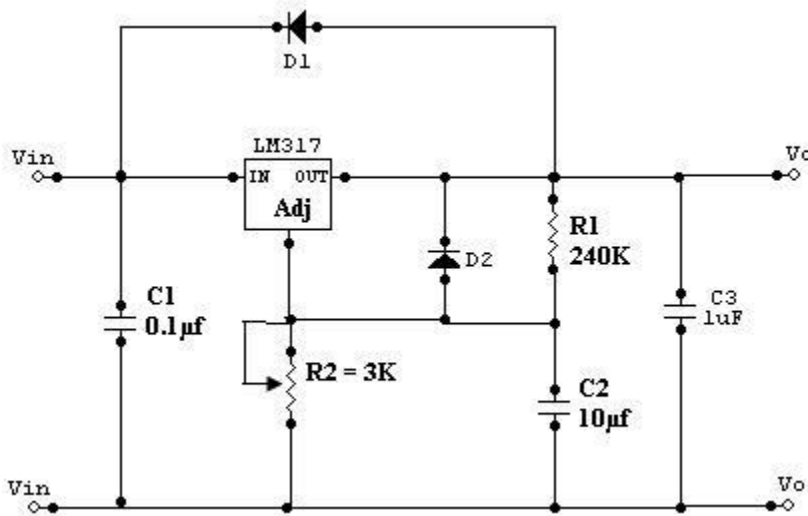 D1
LM317
Vin
Vo
IN OUT
Adj
R1
240K
D2
C1
0.1µf
C3
1uF
R2 = 3K
C2
10µf
Vin
Vo